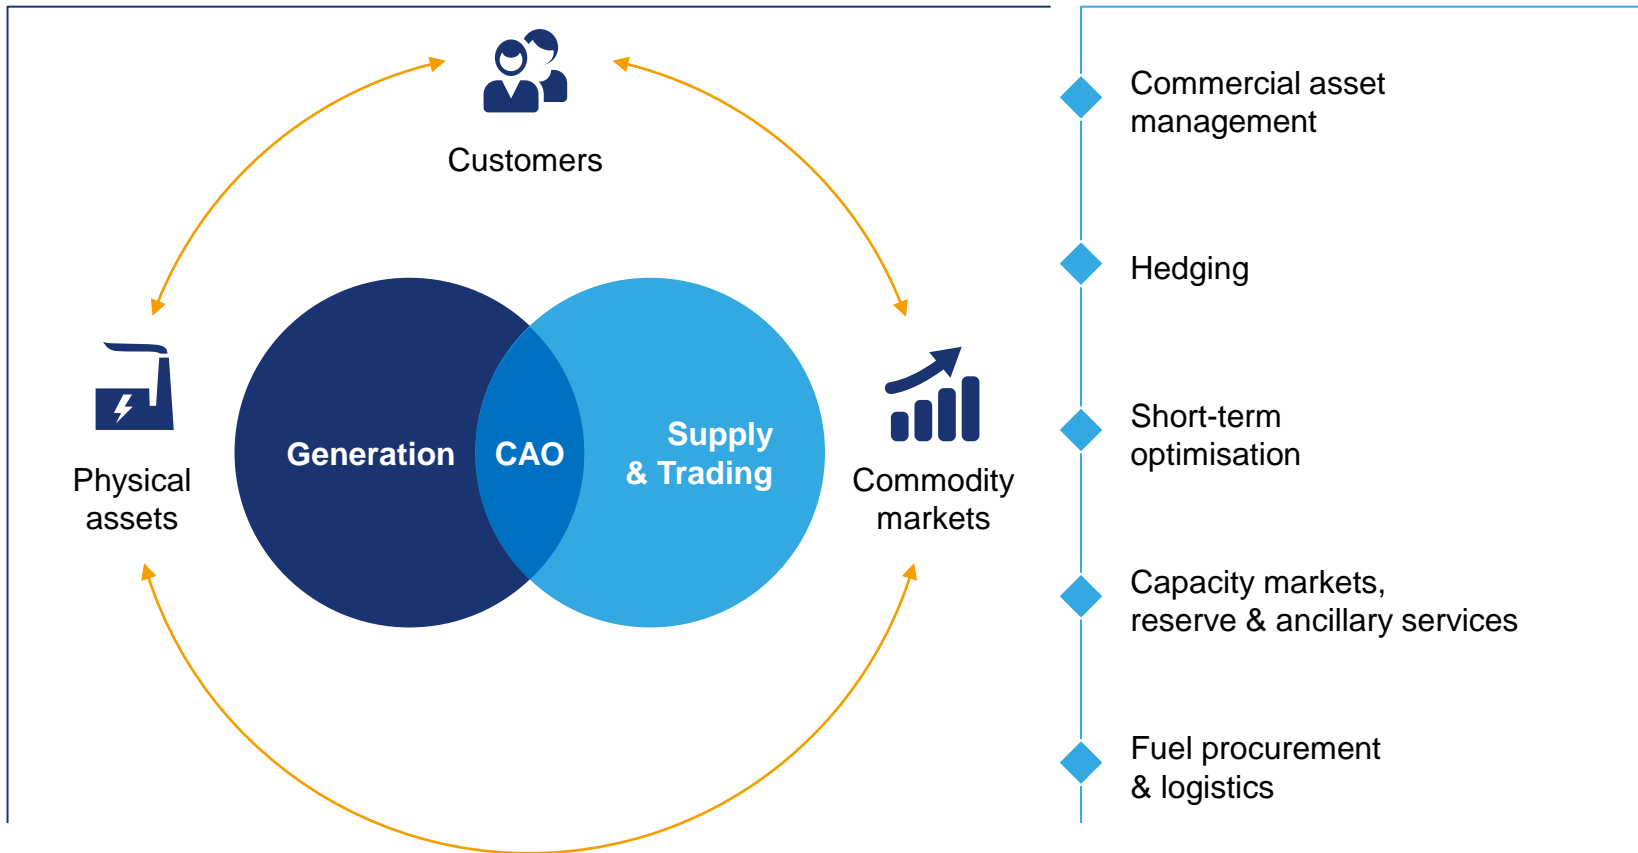 Customers
Physical
assets
Generation
CAO
Supply
& Trading
Commodity
markets
Commercial asset
management
Hedging
Short-term
optimisation
Capacity markets,
reserve & ancillary services
Fuel procurement
& logistics